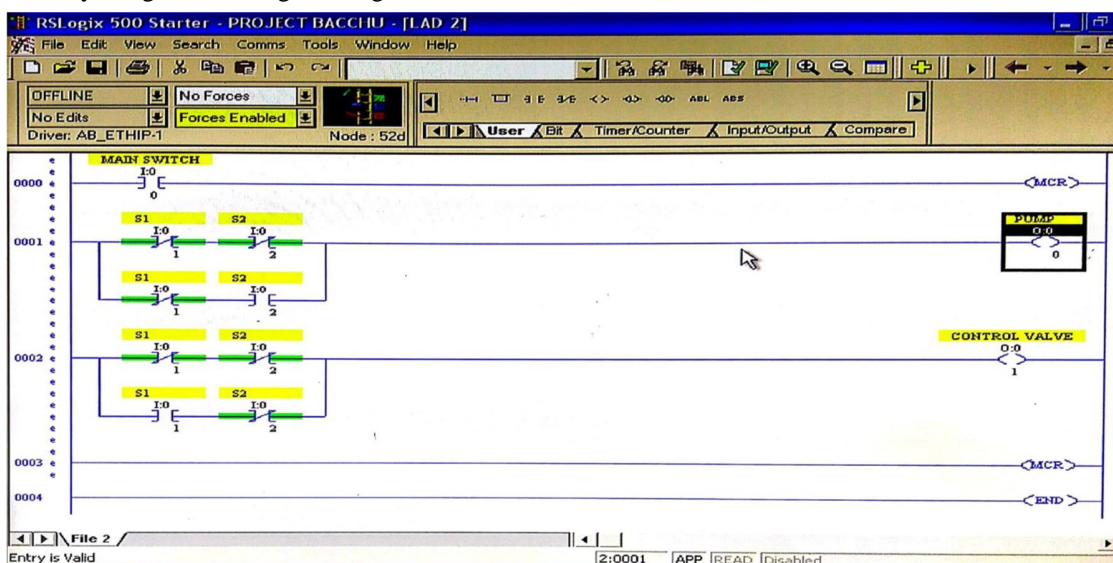 RSLogix 500 Starter - PROJECT BACCHU - [LAD 2]
File Edit View Search Comms Tools Window Help
OFFLINE No Forces
No Edits Forces Enabled
Driver: AB_ETHIP-1 Node : 52d
ABL ABS
User Bit Timer/Counter Input/Output Compare
MAIN SWITCH
I:0
0000 MCR
0
S1 S2 PUMP
I:0 I:0 O:0
0001
1 2 0
S1 S2
I:0 I:0
1 2
S1 S2 CONTROL VALVE
I:0 I:0 O:0
0002
1 2 1
S1 S2
I:0 I:0
1 2
0003 MCR
0004 END
File 2
Entry is Valid 2:0001 APP READ Disabled